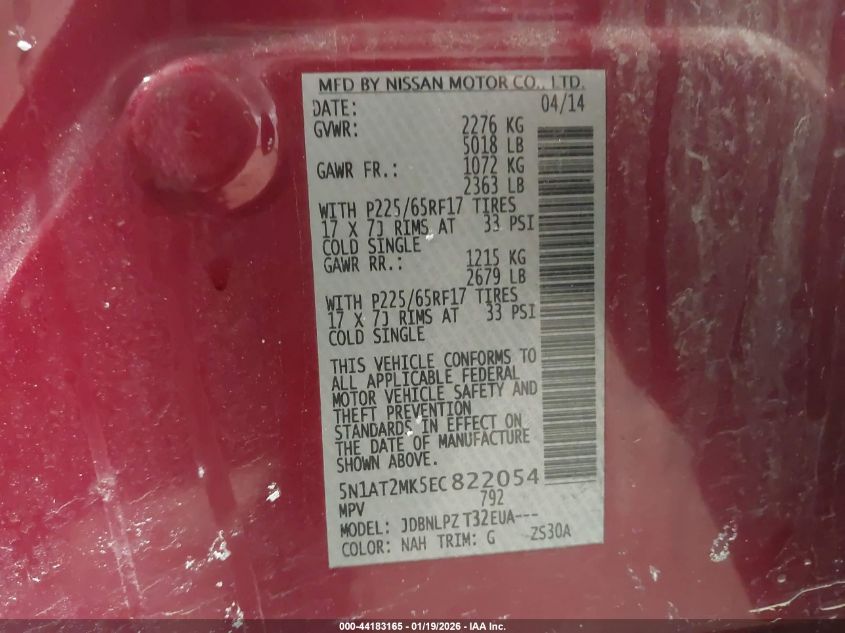 MFD BY NISSAN MOTOR CO., LTD.
DATE: 04/14
GVWR: 2276 KG
5018 LB
GAWR FR.: 1072 KG
2363 LB
WITH P225/65RF17 TIRES
17 X 7J RIMS AT 33 PSI
COLD SINGLE
GAWR RR.: 1215 KG
2679 LB
WITH P225/65RF17 TIRES
17 X 7J RIMS AT 33 PSI
COLD SINGLE
THIS VEHICLE CONFORMS TO
ALL APPLICABLE FEDERAL
MOTOR VEHICLE SAFETY AND
THEFT PREVENTION
STANDARDS IN EFFECT ON
THE DATE OF MANUFACTURE
SHOWN ABOVE.
5N1AT2MK5EC822054
MPV 792
MODEL: JDBNLPZ T32EUA---
COLOR: NAH TRIM: G ZS30A
000-44183165 - 01/19/2026 - IAA Inc.